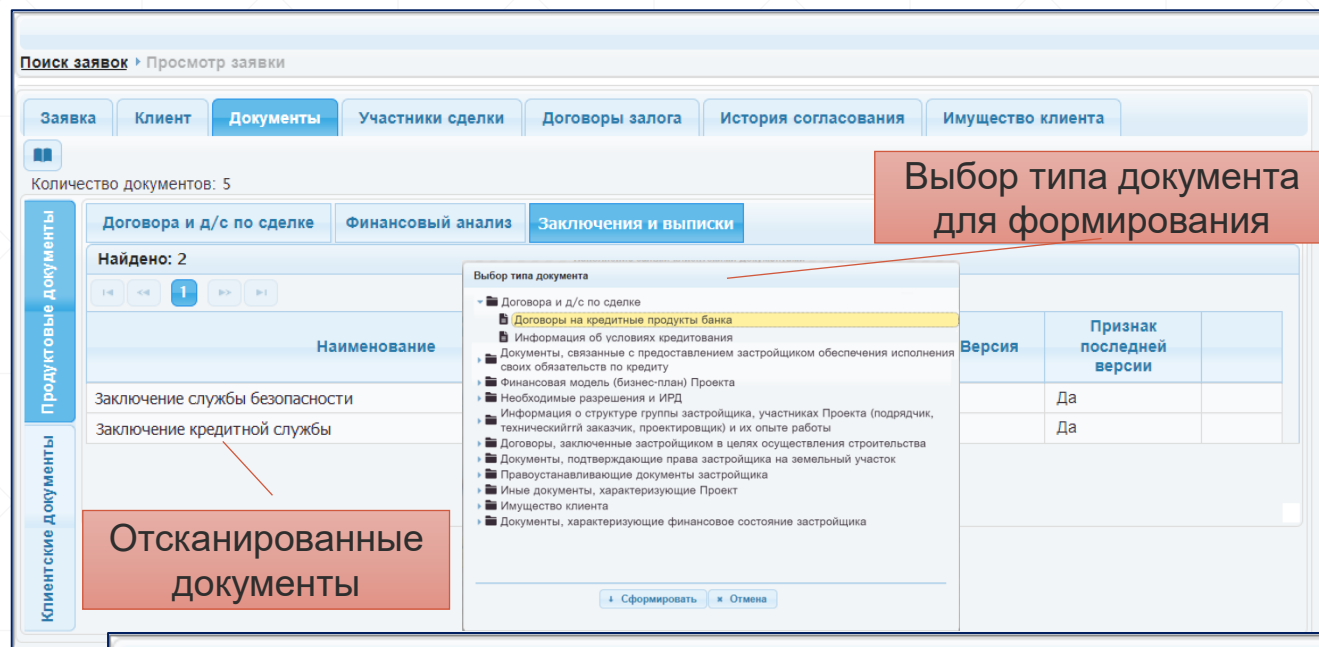 Поиск заявок Просмотр заявки
Заявка Клиент Документы Участники сделки Договоры залога История согласования Имущество клиента
Количество документов: 5
Выбор типа документа
для формирования
Продуктовые документы
Клиентские документы
Договора и д/с по сделке Финансовый анализ Заключения и выписки
Найдено: 2
1
Наименование Версия Признак
последней
версии
Заключение службы безопасности Да
Заключение кредитной службы Да
Отсканированные
документы
Выбор типа документа
Договора и д/с по сделке
Договоры на кредитные продукты банка
Информация об условиях кредитования
Документы, связанные с предоставлением застройщиком обеспечения исполнения
своих обязательств по кредиту
Финансовая модель (бизнес-план) Проекта
Необходимые разрешения и ИРД
Информация о структуре группы застройщика, участниках Проекта (подрядчик,
техническийггй заказчик, проектировщик) и их опыте работы
Договоры, заключенные застройщиком в целях осуществления строительства
Документы, подтверждающие права застройщика на земельный участок
Правоустанавливающие документы застройщика
Иные документы, характеризующие Проект
Имущество клиента
Документы, характеризующие финансовое состояние застройщика
Сформировать Отмена